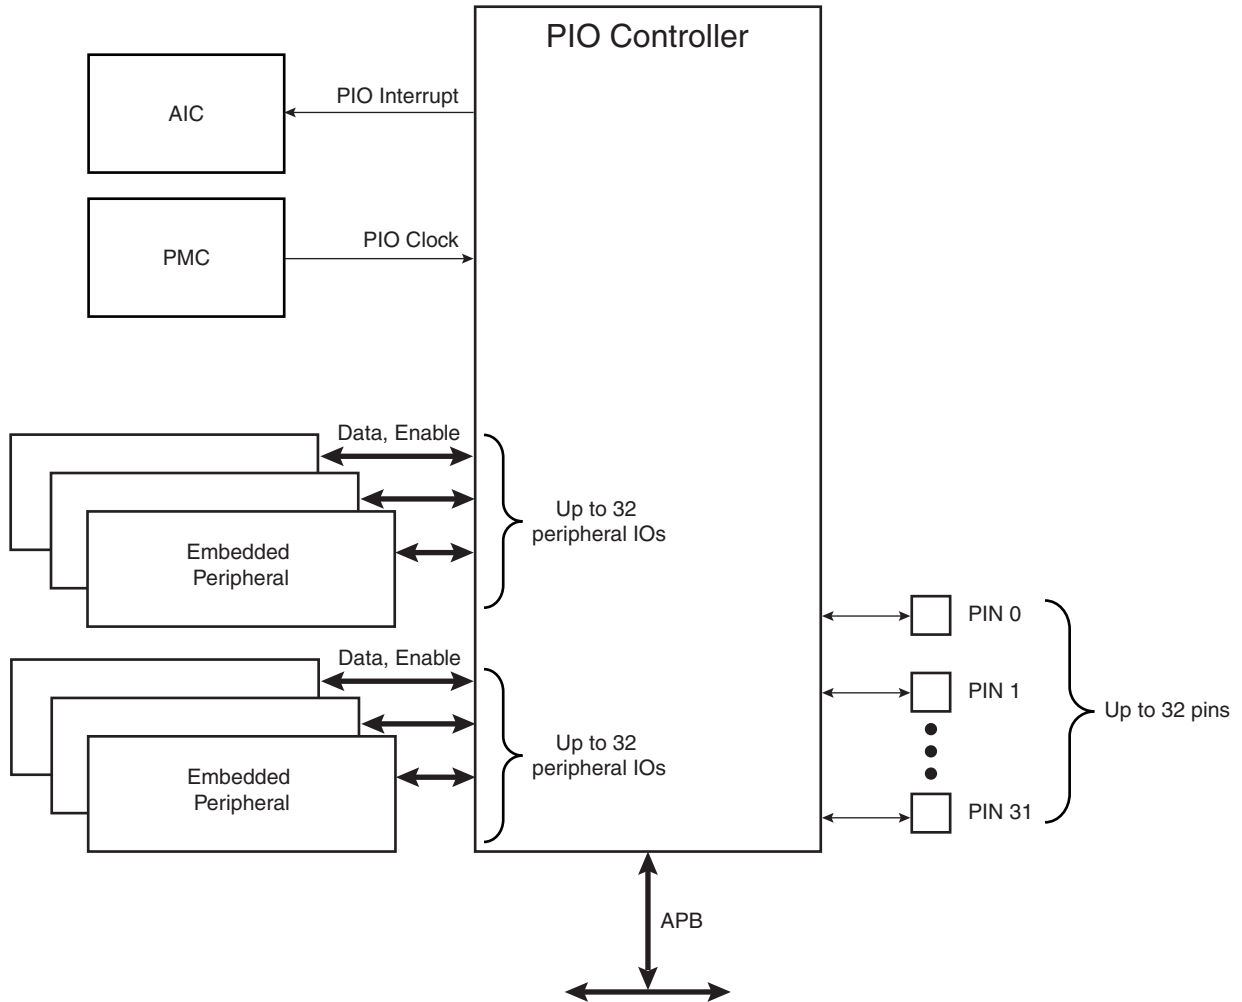 PIO Controller
PIO Interrupt
AIC
PIO Clock
PMC
Data, Enable
Up to 32
peripheral IOs
Embedded
Peripheral
PIN 0
Data, Enable
PIN 1
Up to 32 pins
Up to 32
peripheral IOs
Embedded
Peripheral
PIN 31
APB